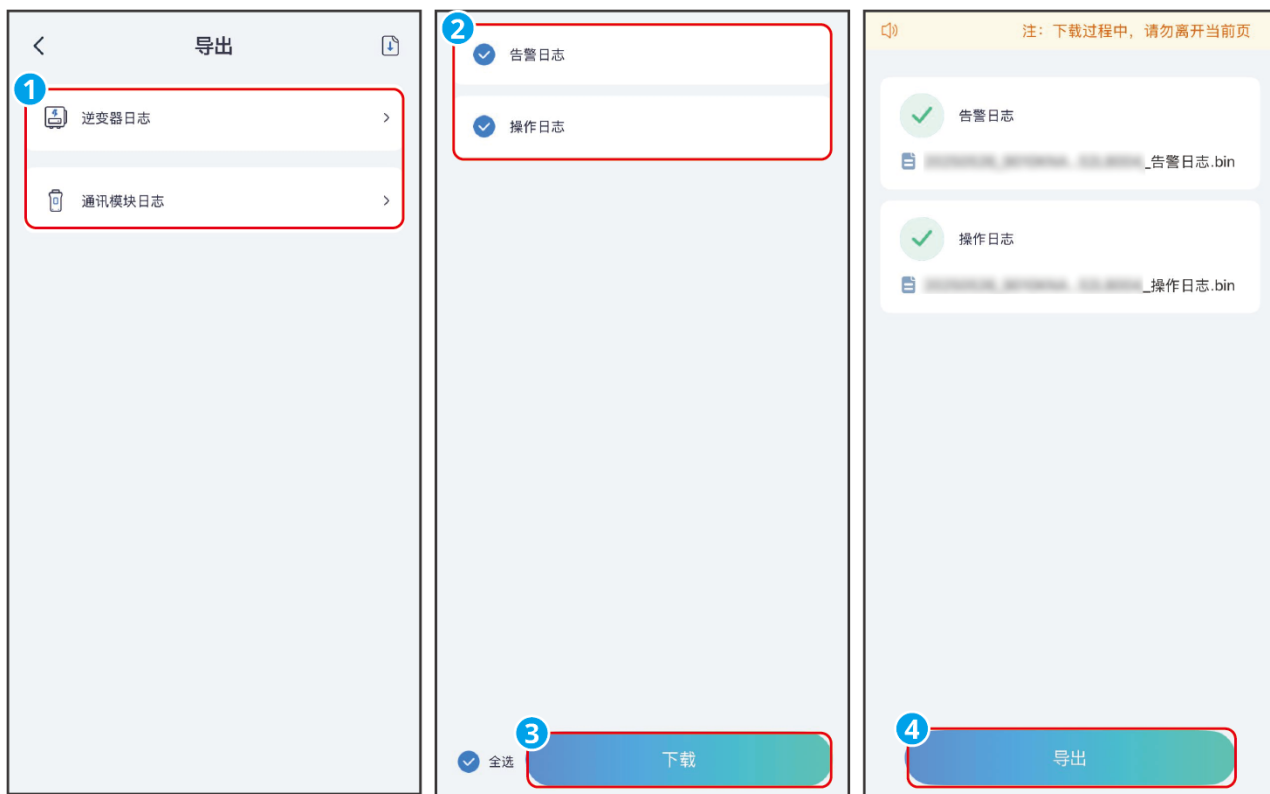 导出
1
逆变器日志
通讯模块日志
2
告警日志
操作日志
3
全选
下载
注：下载过程中，请勿离开当前页
告警日志
_告警日志.bin
操作日志
_操作日志.bin
4
导出